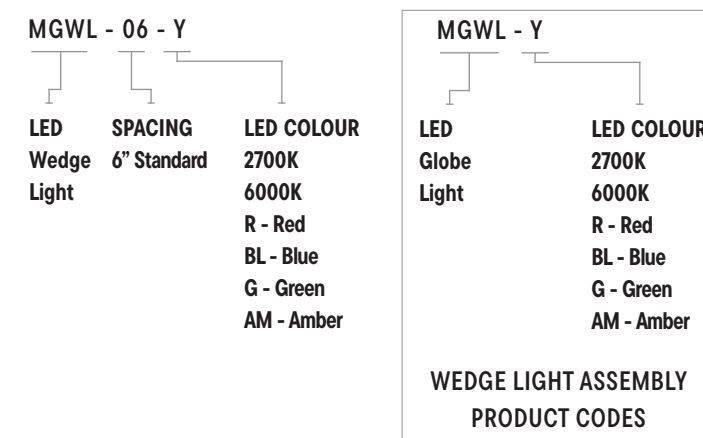 MGWL - 06 - Y
LED
Wedge
Light
SPACING
6” Standard
LED COLOUR
2700K
6000K
R - Red
BL - Blue
G - Green
AM - Amber
MGWL - Y
LED
Globe
Light
LED COLOUR
2700K
6000K
R - Red
BL - Blue
G - Green
AM - Amber
WEDGE LIGHT ASSEMBLY
PRODUCT CODES